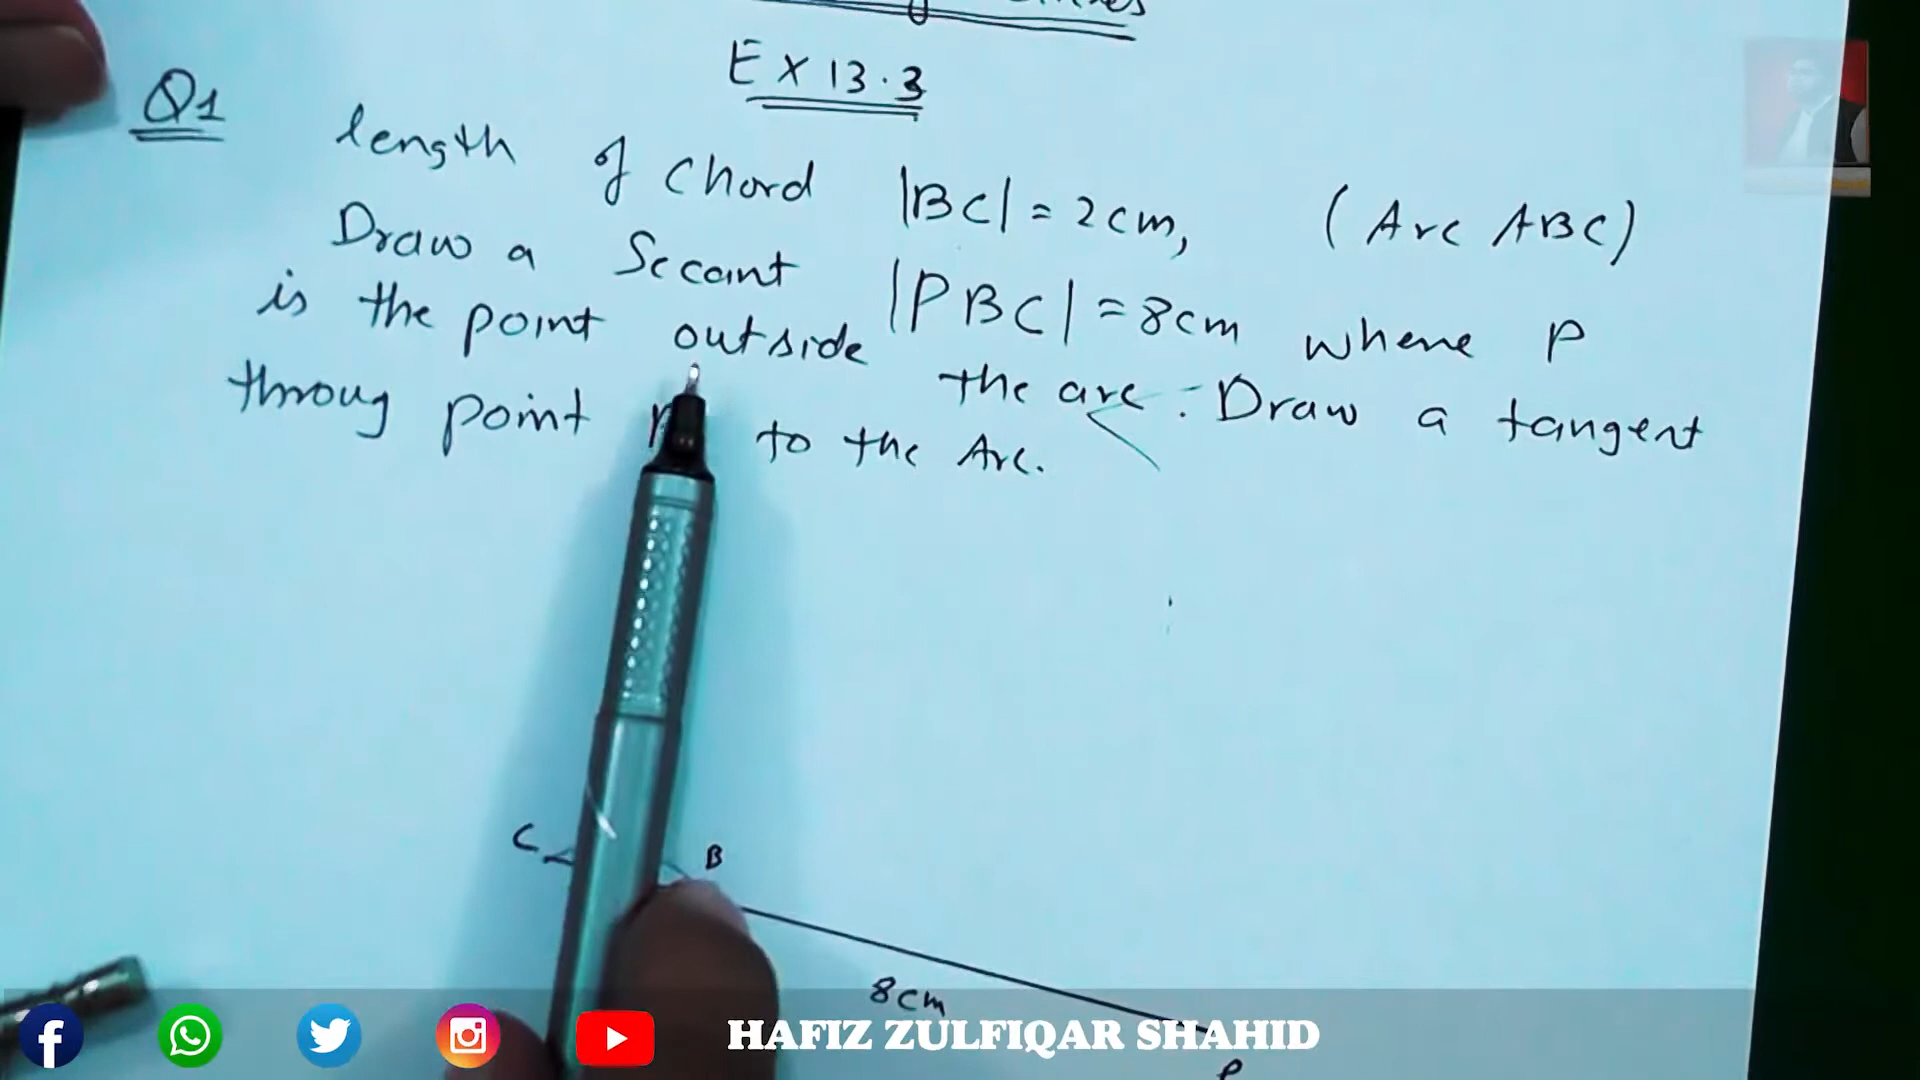 Ex 13.3
Q1 length of chord |BC| = 2cm, (Arc ABC)
Draw a Secant |PBC| = 8cm where P
is the point outside the arc. Draw a tangent
throug point to the Arc.
C B
8cm
P
HAFIZ ZULFIQAR SHAHID